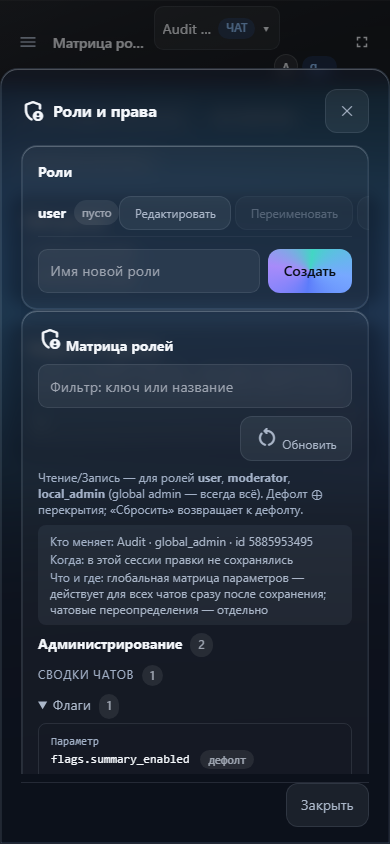 Матрица ро...
Audit ... ЧАТ
A
Роли и права
Роли
user пусто Редактировать Переименовать
Имя новой роли Создать
Матрица ролей
Фильтр: ключ или название
Обновить
Чтение/Запись — для ролей user, moderator,
local_admin (global admin — всегда всё). Дефолт ⊕
перекрытия; «Сбросить» возвращает к дефолту.
Кто меняет: Audit · global_admin · id 5885953495
Когда: в этой сессии правки не сохранялись
Что и где: глобальная матрица параметров —
действует для всех чатов сразу после сохранения;
чатовые переопределения — отдельно
Администрирование 2
СВОДКИ ЧАТОВ 1
Флаги 1
Параметр
flags.summary_enabled дефолт
Закрыть